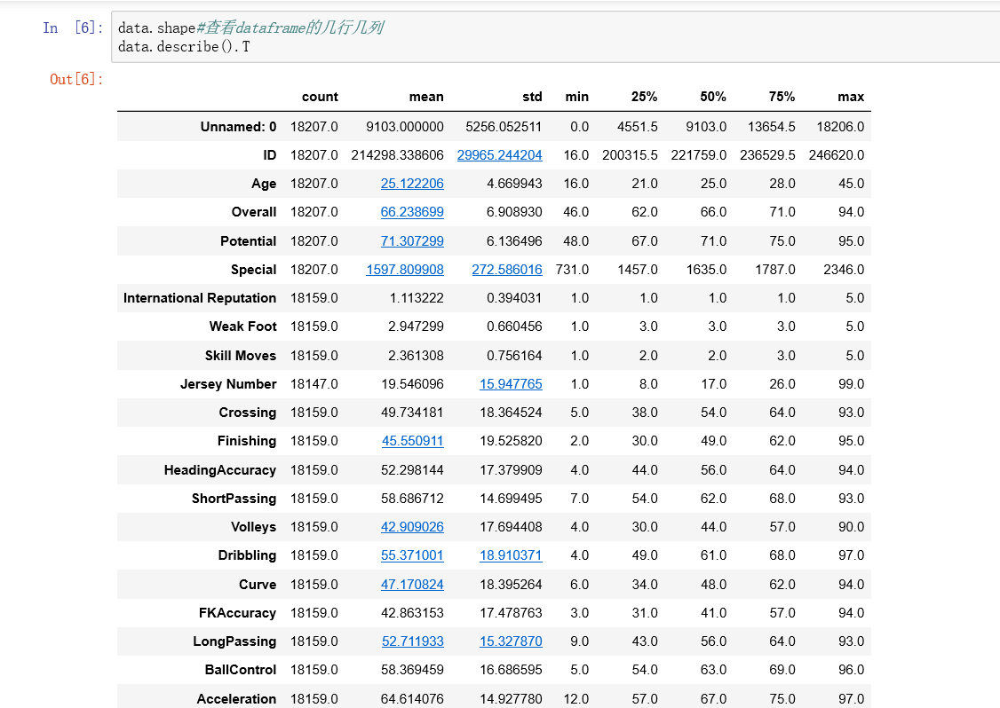 In [6]: data.shape#查看dataframe的几行几列
data.describe().T
Out[6]:
count mean std min 25% 50% 75% max
Unnamed: 0 18207.0 9103.000000 5256.052511 0.0 4551.5 9103.0 13654.5 18206.0
ID 18207.0 214298.338606 29965.244204 16.0 200315.5 221759.0 236529.5 246620.0
Age 18207.0 25.122206 4.669943 16.0 21.0 25.0 28.0 45.0
Overall 18207.0 66.238699 6.908930 46.0 62.0 66.0 71.0 94.0
Potential 18207.0 71.307299 6.136496 48.0 67.0 71.0 75.0 95.0
Special 18207.0 1597.809908 272.586016 731.0 1457.0 1635.0 1787.0 2346.0
International Reputation 18159.0 1.113222 0.394031 1.0 1.0 1.0 1.0 5.0
Weak Foot 18159.0 2.947299 0.660456 1.0 3.0 3.0 3.0 5.0
Skill Moves 18159.0 2.361308 0.756164 1.0 2.0 2.0 3.0 5.0
Jersey Number 18147.0 19.546096 15.947765 1.0 8.0 17.0 26.0 99.0
Crossing 18159.0 49.734181 18.364524 5.0 38.0 54.0 64.0 93.0
Finishing 18159.0 45.550911 19.525820 2.0 30.0 49.0 62.0 95.0
HeadingAccuracy 18159.0 52.298144 17.379909 4.0 44.0 56.0 64.0 94.0
ShortPassing 18159.0 58.686712 14.699495 7.0 54.0 62.0 68.0 93.0
Volleys 18159.0 42.909026 17.694408 4.0 30.0 44.0 57.0 90.0
Dribbling 18159.0 55.371001 18.910371 4.0 49.0 61.0 68.0 97.0
Curve 18159.0 47.170824 18.395264 6.0 34.0 48.0 62.0 94.0
FKAccuracy 18159.0 42.863153 17.478763 3.0 31.0 41.0 57.0 94.0
LongPassing 18159.0 52.711933 15.327870 9.0 43.0 56.0 64.0 93.0
BallControl 18159.0 58.369459 16.686595 5.0 54.0 63.0 69.0 96.0
Acceleration 18159.0 64.614076 14.927780 12.0 57.0 67.0 75.0 97.0